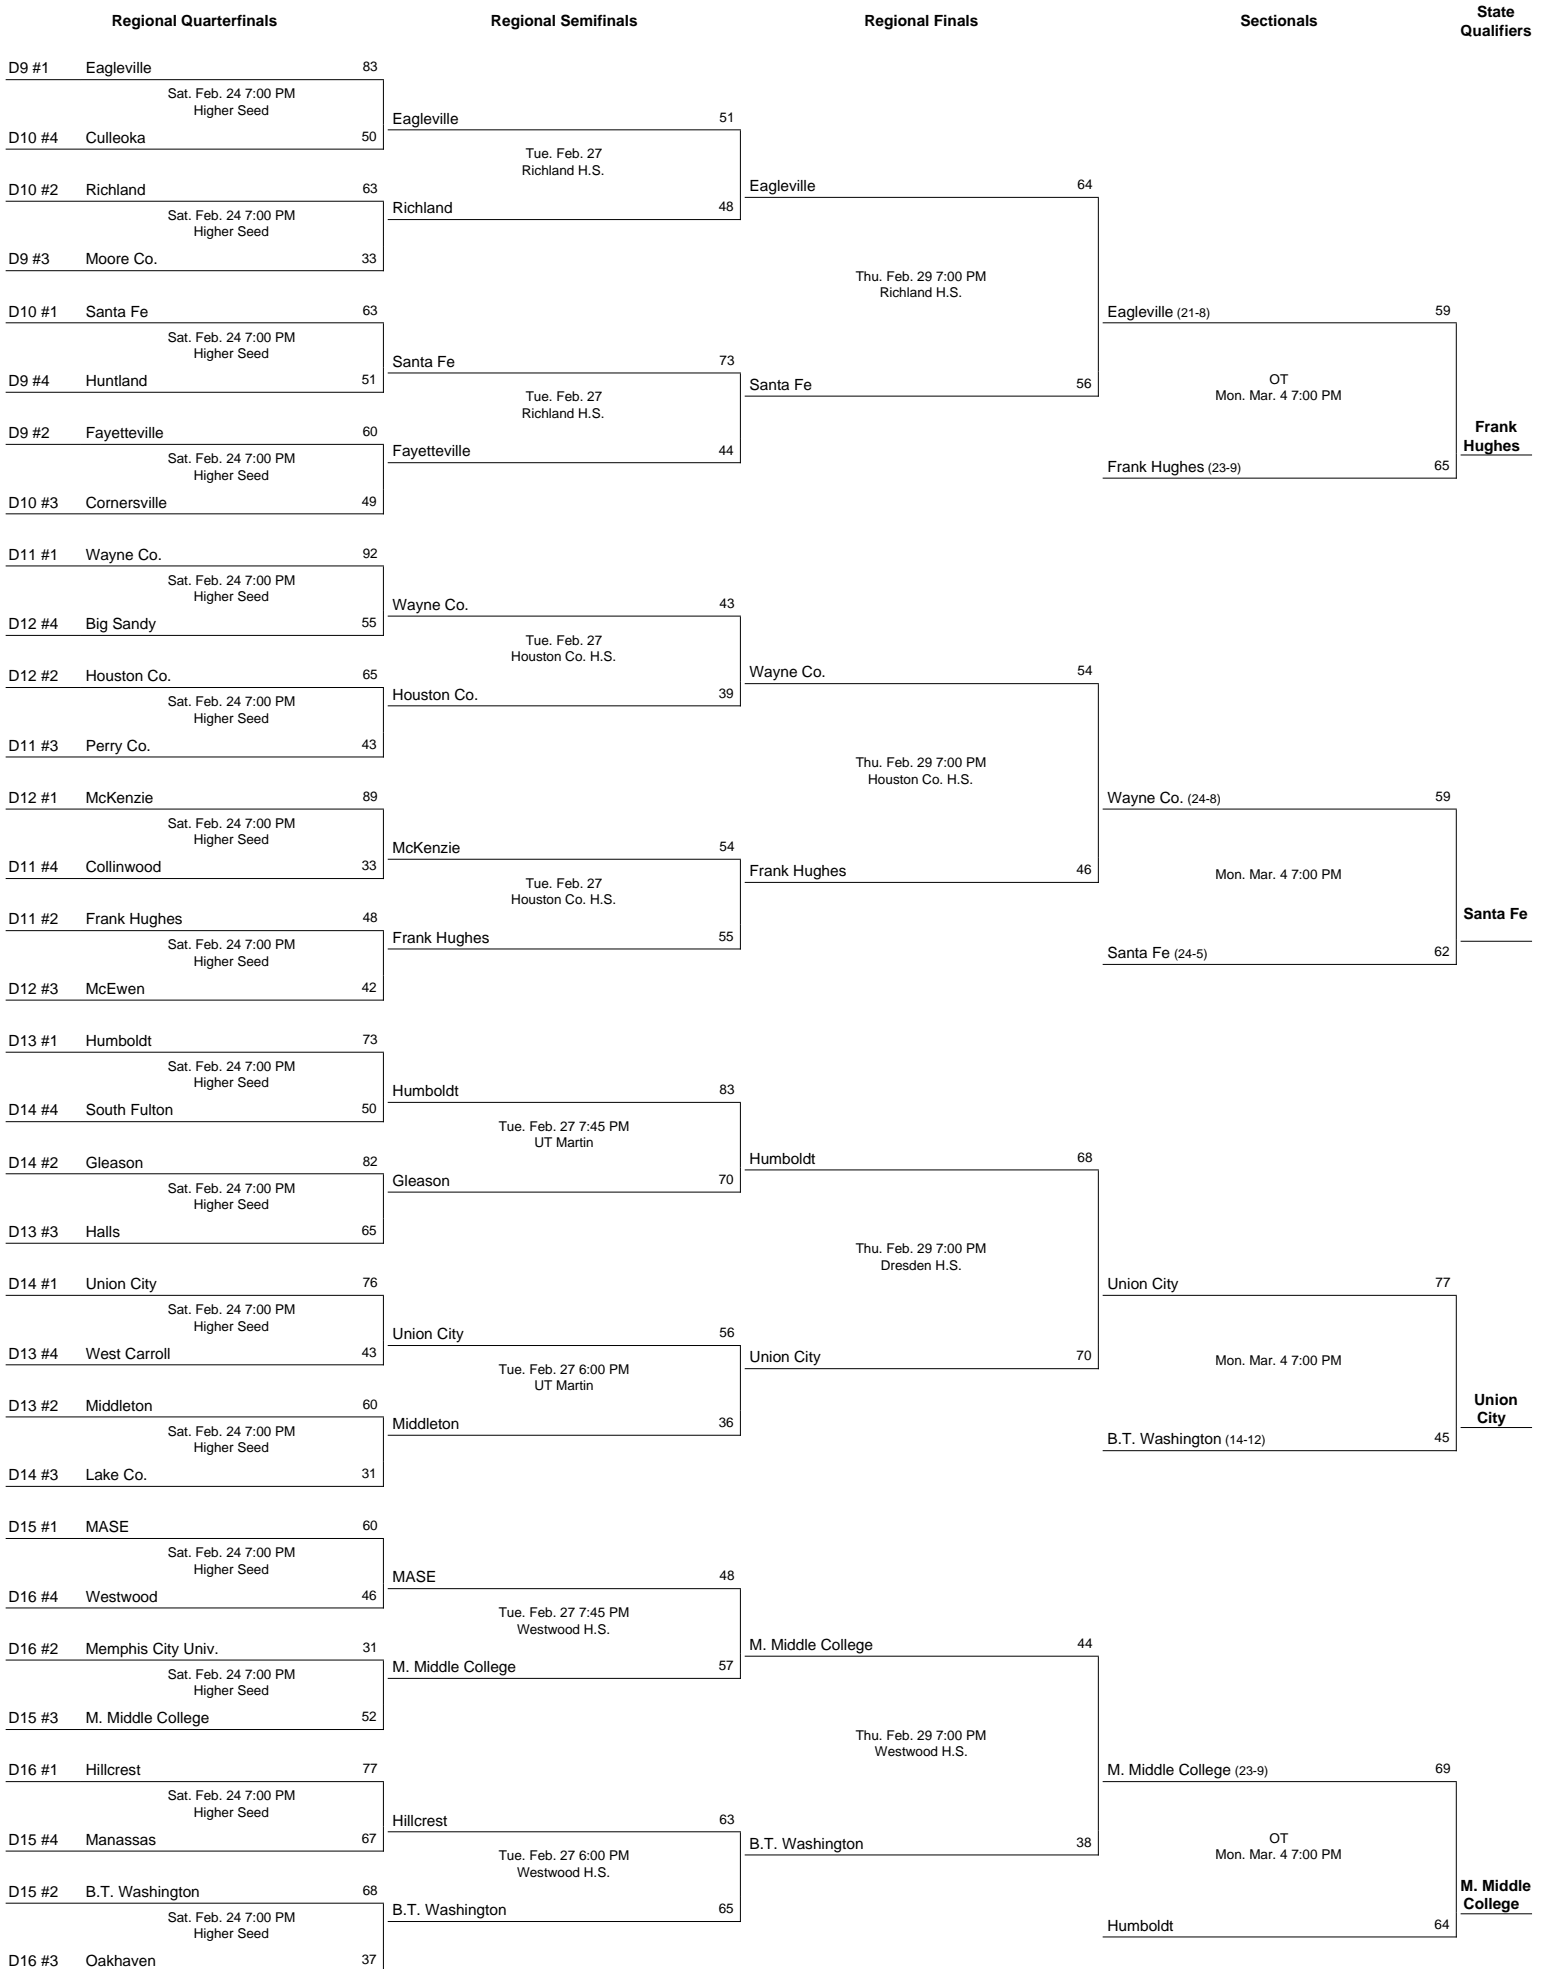 Regional Quarterfinals
Regional Semifinals
Regional Finals
Sectionals
State
Qualifiers
D9 #1 Eagleville 83
Sat. Feb. 24 7:00 PM
Higher Seed
D10 #4 Culleoka 50
D10 #2 Richland 63
Sat. Feb. 24 7:00 PM
Higher Seed
D9 #3 Moore Co. 33
D10 #1 Santa Fe 63
Sat. Feb. 24 7:00 PM
Higher Seed
D9 #4 Huntland 51
D9 #2 Fayetteville 60
Sat. Feb. 24 7:00 PM
Higher Seed
D10 #3 Cornersville 49
D11 #1 Wayne Co. 92
Sat. Feb. 24 7:00 PM
Higher Seed
D12 #4 Big Sandy 55
D12 #2 Houston Co. 65
Sat. Feb. 24 7:00 PM
Higher Seed
D11 #3 Perry Co. 43
D12 #1 McKenzie 89
Sat. Feb. 24 7:00 PM
Higher Seed
D11 #4 Collinwood 33
D11 #2 Frank Hughes 48
Sat. Feb. 24 7:00 PM
Higher Seed
D12 #3 McEwen 42
D13 #1 Humboldt 73
Sat. Feb. 24 7:00 PM
Higher Seed
D14 #4 South Fulton 50
D14 #2 Gleason 82
Sat. Feb. 24 7:00 PM
Higher Seed
D13 #3 Halls 65
D14 #1 Union City 76
Sat. Feb. 24 7:00 PM
Higher Seed
D13 #4 West Carroll 43
D13 #2 Middleton 60
Sat. Feb. 24 7:00 PM
Higher Seed
D14 #3 Lake Co. 31
D15 #1 MASE 60
Sat. Feb. 24 7:00 PM
Higher Seed
D16 #4 Westwood 46
D16 #2 Memphis City Univ. 31
Sat. Feb. 24 7:00 PM
Higher Seed
D15 #3 M. Middle College 52
D16 #1 Hillcrest 77
Sat. Feb. 24 7:00 PM
Higher Seed
D15 #4 Manassas 67
D15 #2 B.T. Washington 68
Sat. Feb. 24 7:00 PM
Higher Seed
D16 #3 Oakhaven 37
Eagleville 51
Tue. Feb. 27
Richland H.S.
Richland 48
Santa Fe 73
Tue. Feb. 27
Richland H.S.
Fayetteville 44
Wayne Co. 43
Tue. Feb. 27
Houston Co. H.S.
Houston Co. 39
McKenzie 54
Tue. Feb. 27
Houston Co. H.S.
Frank Hughes 55
Humboldt 83
Tue. Feb. 27 7:45 PM
UT Martin
Gleason 70
Union City 56
Tue. Feb. 27 6:00 PM
UT Martin
Middleton 36
MASE 48
Tue. Feb. 27 7:45 PM
Westwood H.S.
M. Middle College 57
Hillcrest 63
Tue. Feb. 27 6:00 PM
Westwood H.S.
B.T. Washington 65
Eagleville 64
Thu. Feb. 29 7:00 PM
Richland H.S.
Santa Fe 56
Wayne Co. 54
Thu. Feb. 29 7:00 PM
Houston Co. H.S.
Frank Hughes 46
Humboldt 68
Thu. Feb. 29 7:00 PM
Dresden H.S.
Union City 70
M. Middle College 44
Thu. Feb. 29 7:00 PM
Westwood H.S.
B.T. Washington 38
Eagleville (21-8) 59
OT
Mon. Mar. 4 7:00 PM
Frank Hughes (23-9) 65
Wayne Co. (24-8) 59
Mon. Mar. 4 7:00 PM
Santa Fe (24-5) 62
Union City 77
Mon. Mar. 4 7:00 PM
B.T. Washington (14-12) 45
M. Middle College (23-9) 69
OT
Mon. Mar. 4 7:00 PM
Humboldt 64
Frank
Hughes
Santa Fe
Union
City
M. Middle
College